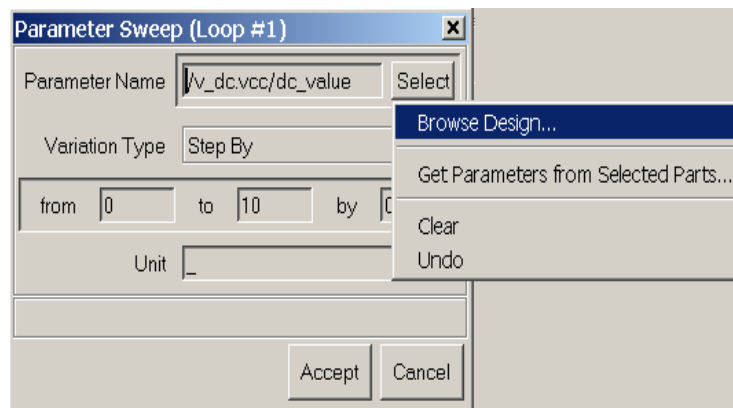 Parameter Sweep (Loop #1)
Parameter Name /v_dc.vcc/dc_value Select
Browse Design...
Variation Type Step By
Get Parameters from Selected Parts...
from 0 to 10 by
Clear
Unit _ Undo
Accept Cancel